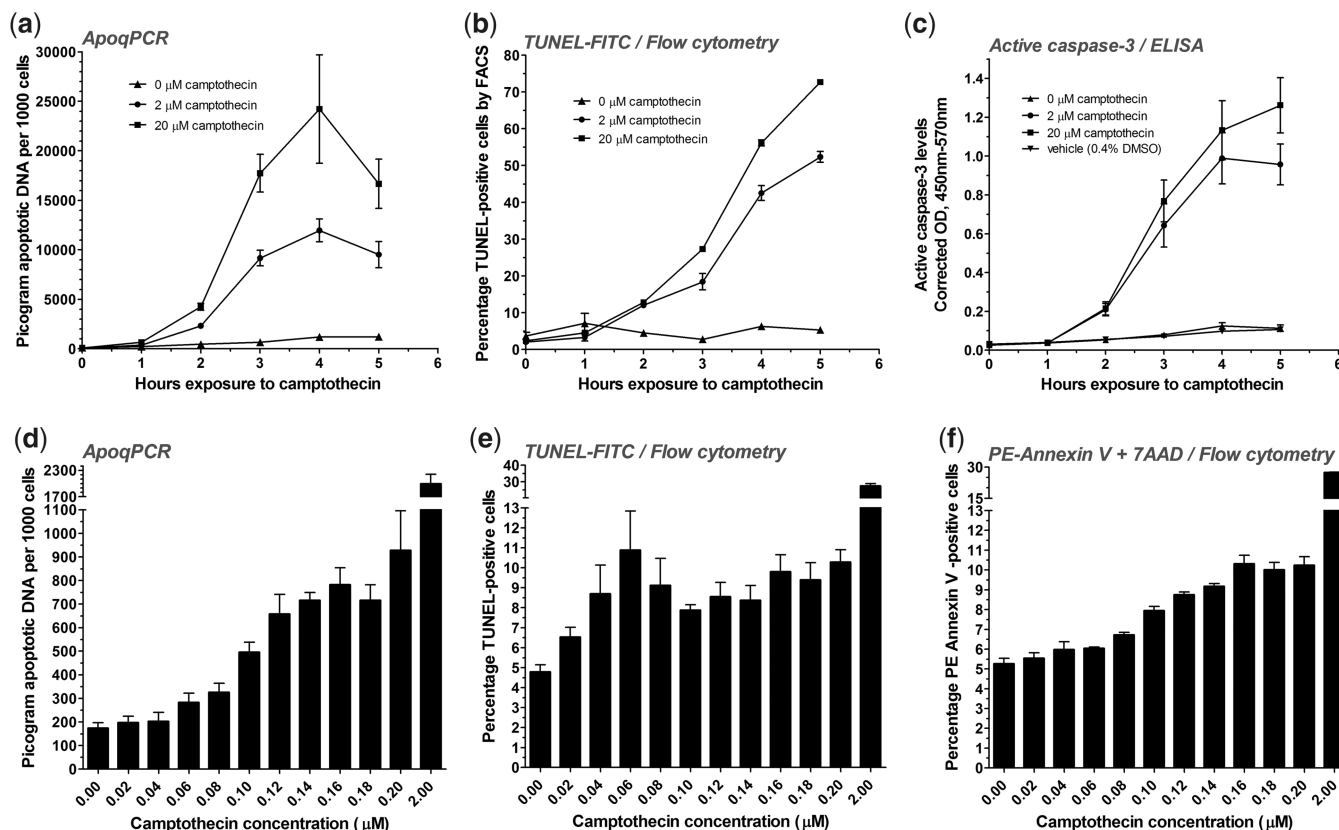 (a)
ApoqPCR
Picogram apoptotic DNA per 1000 cells
30000
25000
20000
15000
10000
5000
0
0 μM camptothecin
2 μM camptothecin
20 μM camptothecin
0 1 2 3 4 5 6
Hours exposure to camptothecin
(b)
TUNEL-FITC / Flow cytometry
Percentage TUNEL-positive cells by FACS
80
70
60
50
40
30
20
10
0
0 μM camptothecin
2 μM camptothecin
20 μM camptothecin
0 1 2 3 4 5 6
Hours exposure to camptothecin
(c)
Active caspase-3 / ELISA
Active caspase-3 levels
Corrected OD, 450nm-570nm
1.4
1.2
1.0
0.8
0.6
0.4
0.2
0.0
0 μM camptothecin
2 μM camptothecin
20 μM camptothecin
vehicle (0.4% DMSO)
0 1 2 3 4 5 6
Hours exposure to camptothecin
(d)
ApoqPCR
Picogram apoptotic DNA per 1000 cells
2300
1700
1100
1000
900
800
700
600
500
400
300
200
100
0
0.00 0.02 0.04 0.06 0.08 0.10 0.12 0.14 0.16 0.18 0.20 2.00
Camptothecin concentration ( μM)
(e)
TUNEL-FITC / Flow cytometry
Percentage TUNEL-positive cells
40
30
20
13
12
11
10
9
8
7
6
5
4
3
2
1
0
0.00 0.02 0.04 0.06 0.08 0.10 0.12 0.14 0.16 0.18 0.20 2.00
Camptothecin concentration ( μM)
(f)
PE-Annexin V + 7AAD / Flow cytometry
Percentage PE Annexin V -positive cells
30
15
13
12
11
10
9
8
7
6
5
4
3
2
1
0
0.00 0.02 0.04 0.06 0.08 0.10 0.12 0.14 0.16 0.18 0.20 2.00
Camptothecin concentration ( μM)